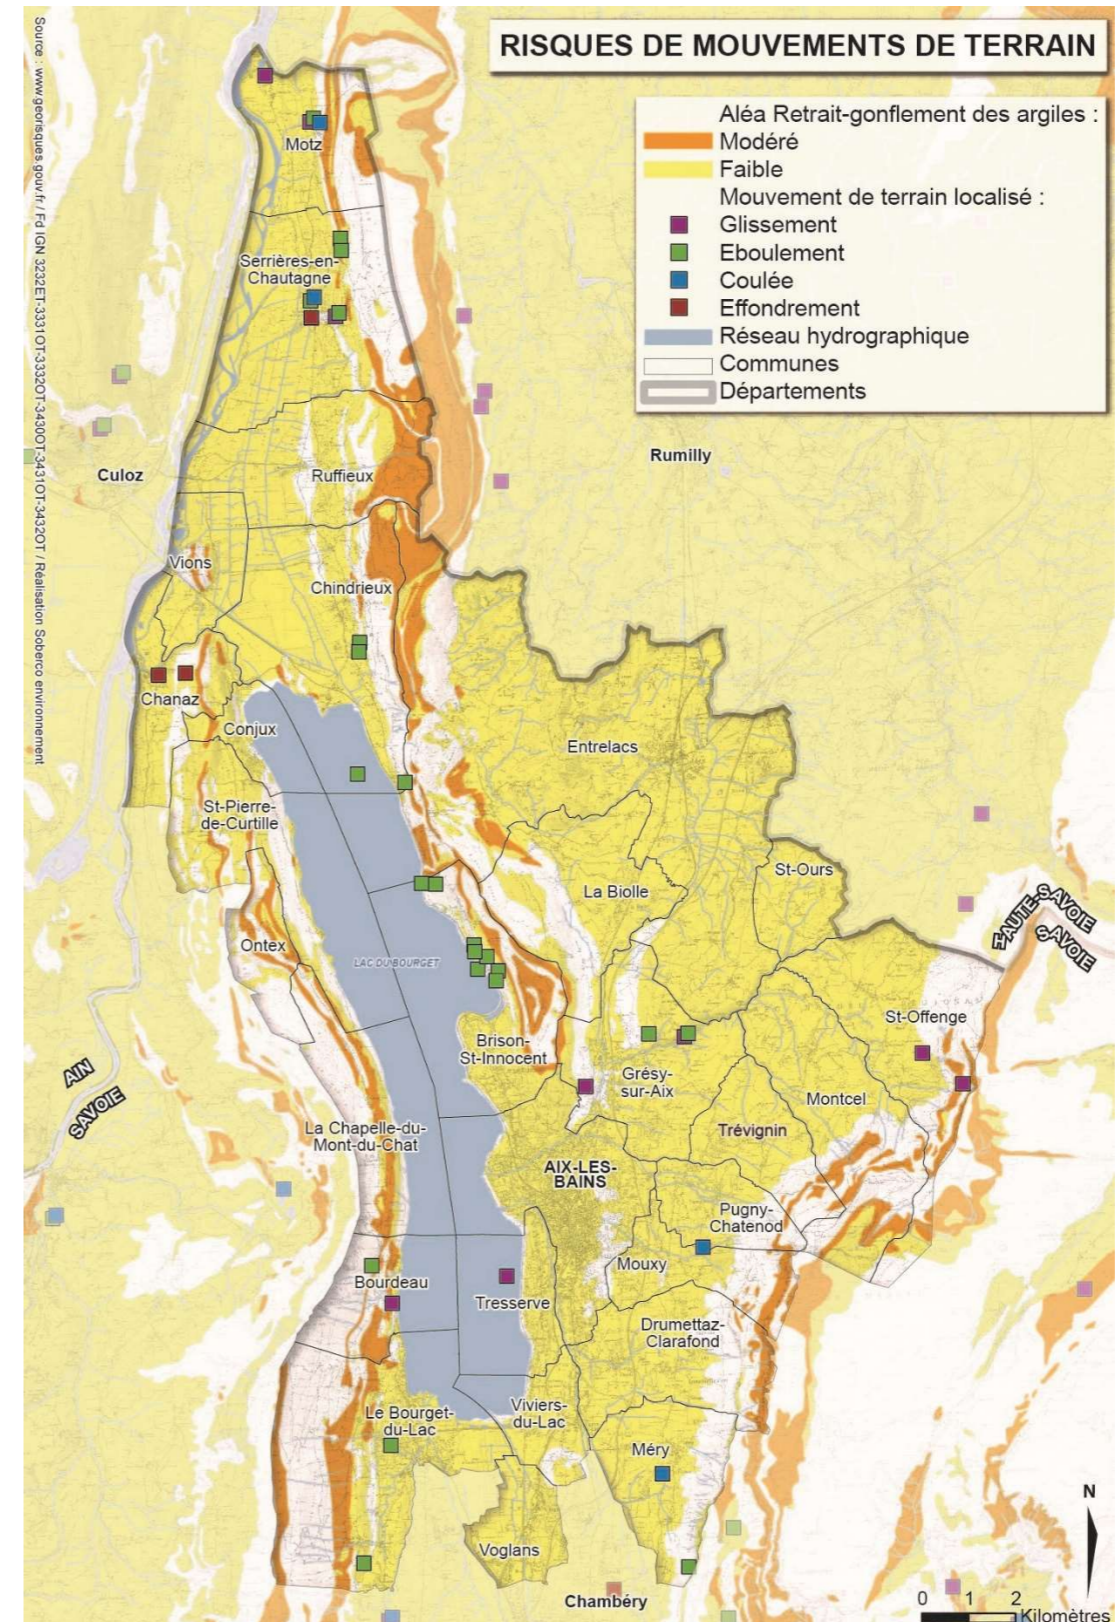 RISQUES DE MOUVEMENTS DE TERRAIN
Aléa Retrait-gonflement des argiles :
Modéré
Faible
Mouvement de terrain localisé :
Glissement
Eboulement
Coulée
Effondrement
Réseau hydrographique
Communes
Départements
Source : www.georisques.gouv.fr / Fd IGN 3232ET-3331OT-3332OT-3430OT-3431OT-3432OT / Réalisation Soberco environnement
Motz
Serrières-en-
Chautagne
Culoz
Ruffieux
Rumilly
Vions
Chindrieux
Chanaz
Conjux
Entrelacs
St-Pierre-
de-Curtille
La Biolle
St-Ours
Ontex
LAC DU BOURGET
HAUTE-SAVOIE
SAVOIE
St-Offenge
Brison-
St-Innocent
Grésy-
sur-Aix
Montcel
AIN
SAVOIE
La Chapelle-du-
Mont-du-Chat
Trévignin
AIX-LES-
BAINS
Pugny-
Chatenod
Mouxy
Bourdeau
Tresserve
Drumettaz-
Clarafond
Le Bourget-
du-Lac
Viviers-
du-Lac
Méry
Voglans
Chambéry
N
0 1 2
Kilomètres